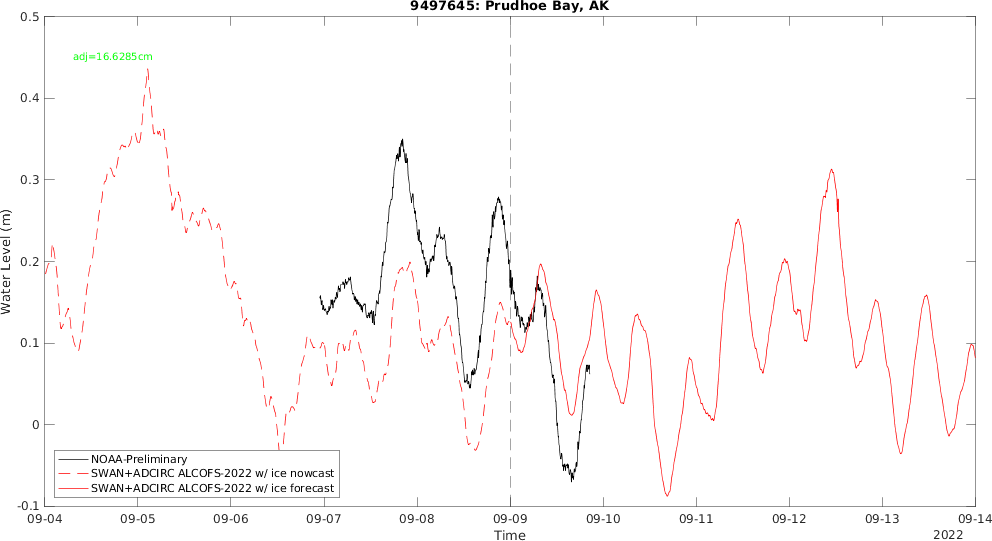 9497645: Prudhoe Bay, AK
adj=16.6285cm
Water Level (m)
0.5
0.4
0.3
0.2
0.1
0
-0.1
NOAA-Preliminary
SWAN+ADCIRC ALCOFS-2022 w/ ice nowcast
SWAN+ADCIRC ALCOFS-2022 w/ ice forecast
09-04 09-05 09-06 09-07 09-08 09-09 09-10 09-11 09-12 09-13 09-14
Time
2022